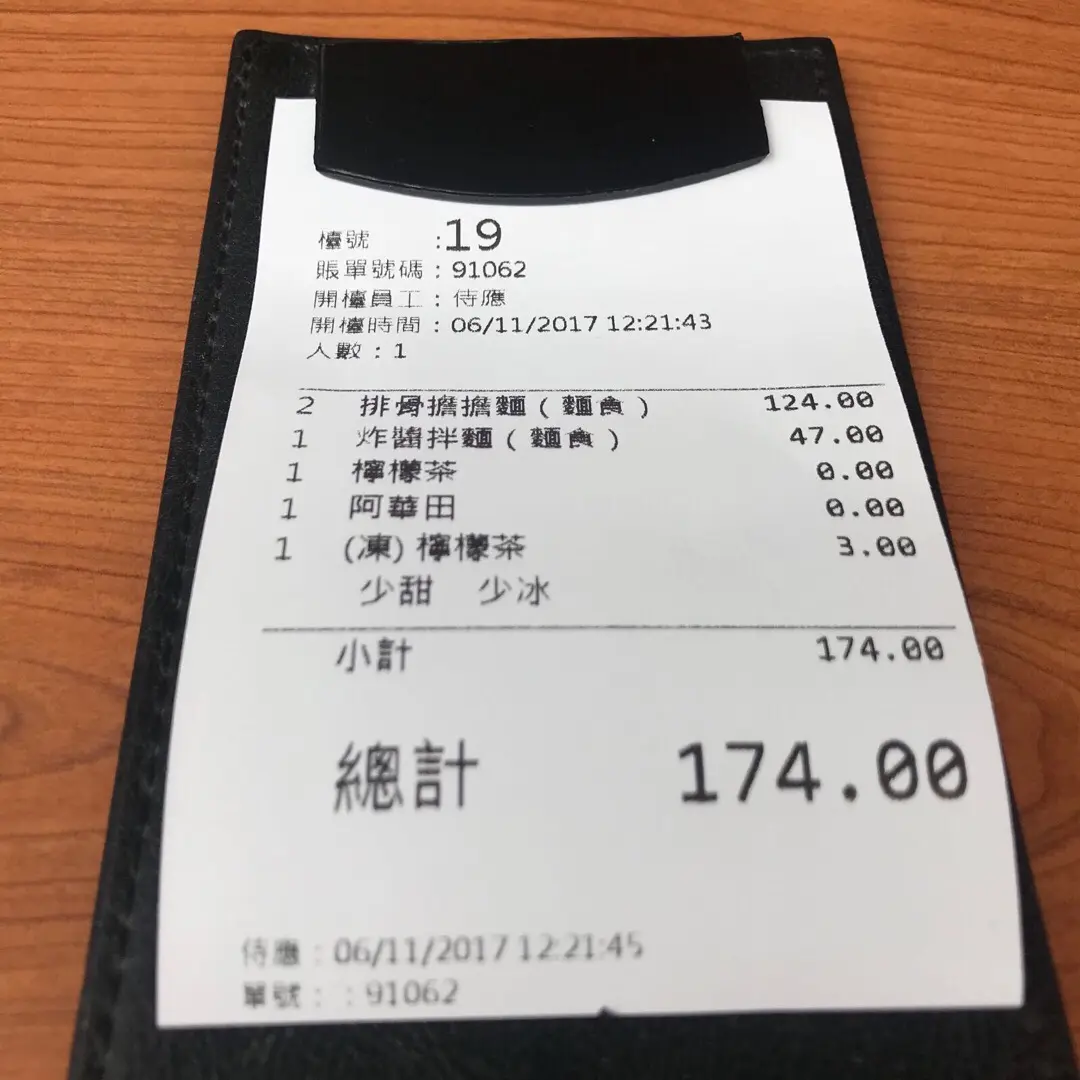 檯號 :19
賬單號碼 : 91062
開檯員工 : 侍應
開檯時間 : 06/11/2017 12:21:43
人數 : 1
2 排骨擔擔麵 ( 麵食 ) 124.00
1 炸醬拌麵 ( 麵食 ) 47.00
1 檸檬茶 0.00
1 阿華田 0.00
1 (凍) 檸檬茶 3.00
少甜 少冰
小計 174.00
總計 174.00
侍應 : 06/11/2017 12:21:45
單號 : : 91062